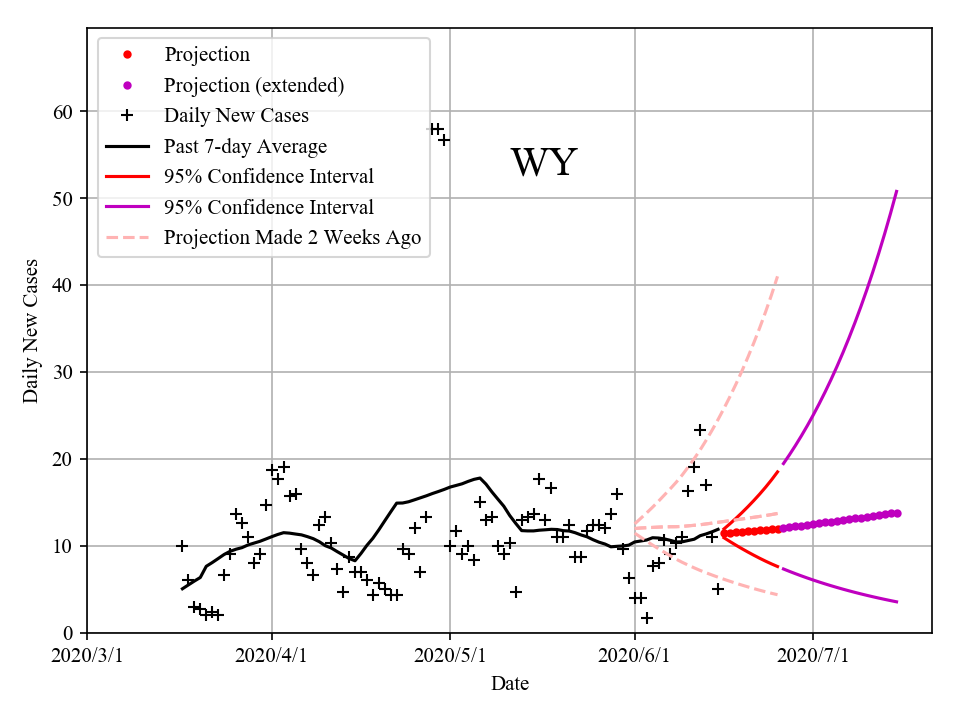 Projection
Projection (extended)
Daily New Cases
Past 7-day Average
95% Confidence Interval
95% Confidence Interval
Projection Made 2 Weeks Ago
WY
Daily New Cases
60
50
40
30
20
10
0
2020/3/1 2020/4/1 2020/5/1 2020/6/1 2020/7/1
Date